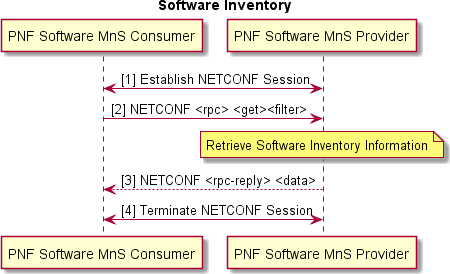 Software Inventory
PNF Software MnS Consumer
PNF Software MnS Provider
[1] Establish NETCONF Session
[2] NETCONF <rpc> <get><filter>
Retrieve Software Inventory Information
[3] NETCONF <rpc-reply> <data>
[4] Terminate NETCONF Session
PNF Software MnS Consumer
PNF Software MnS Provider